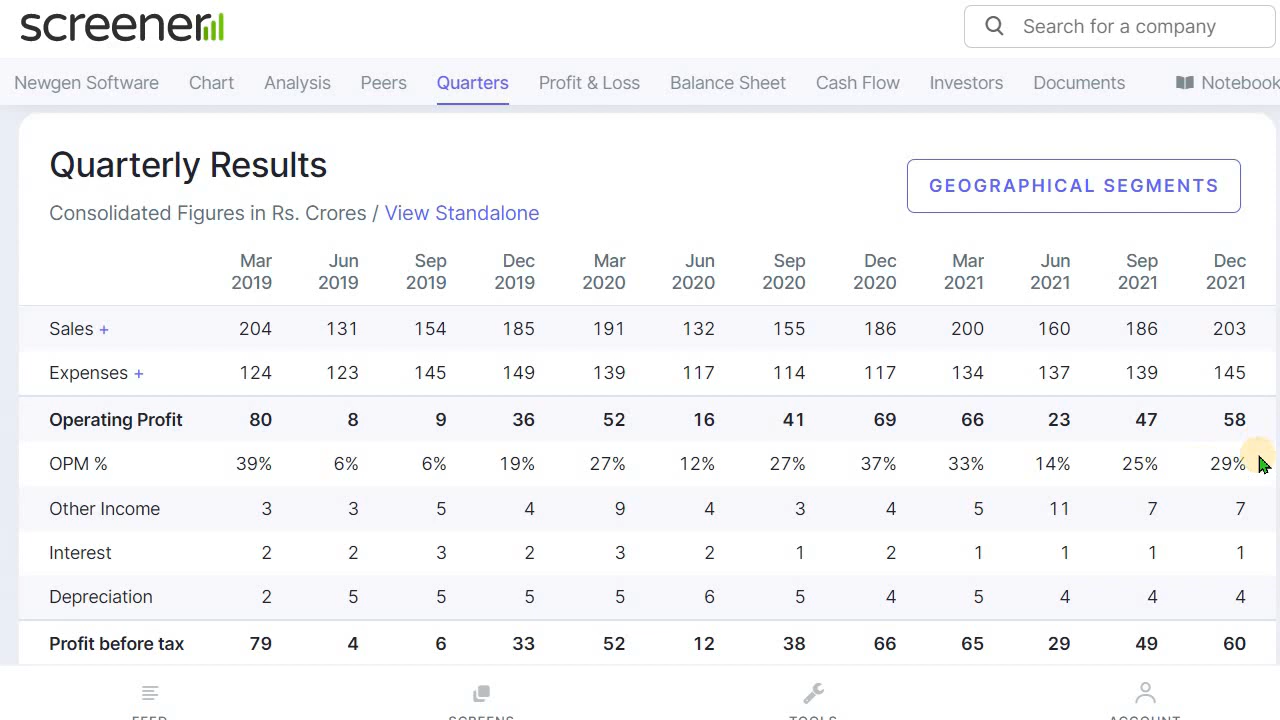 screener
Search for a company
Newgen Software Chart Analysis Peers Quarters Profit & Loss Balance Sheet Cash Flow Investors Documents Notebook
Quarterly Results
GEOGRAPHICAL SEGMENTS
Consolidated Figures in Rs. Crores / View Standalone
Mar Jun Sep Dec Mar Jun Sep Dec Mar Jun Sep Dec
2019 2019 2019 2019 2020 2020 2020 2020 2021 2021 2021 2021
Sales + 204 131 154 185 191 132 155 186 200 160 186 203
Expenses + 124 123 145 149 139 117 114 117 134 137 139 145
Operating Profit 80 8 9 36 52 16 41 69 66 23 47 58
OPM % 39% 6% 6% 19% 27% 12% 27% 37% 33% 14% 25% 29%
Other Income 3 3 5 4 9 4 3 4 5 11 7 7
Interest 2 2 3 2 3 2 1 2 1 1 1 1
Depreciation 2 5 5 5 5 6 5 4 5 4 4 4
Profit before tax 79 4 6 33 52 12 38 66 65 29 49 60
FEED SCREENS TOOLS ACCOUNT